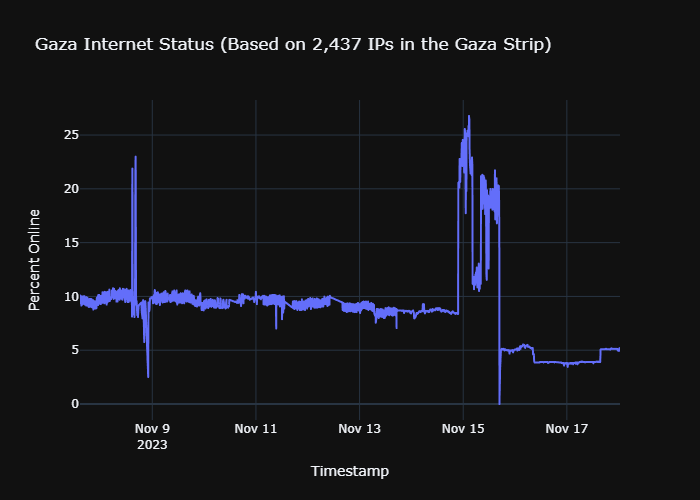 Gaza Internet Status (Based on 2,437 IPs in the Gaza Strip)
Percent Online
25
20
15
10
5
0
Nov 9
2023
Nov 11
Nov 13
Nov 15
Nov 17
Timestamp